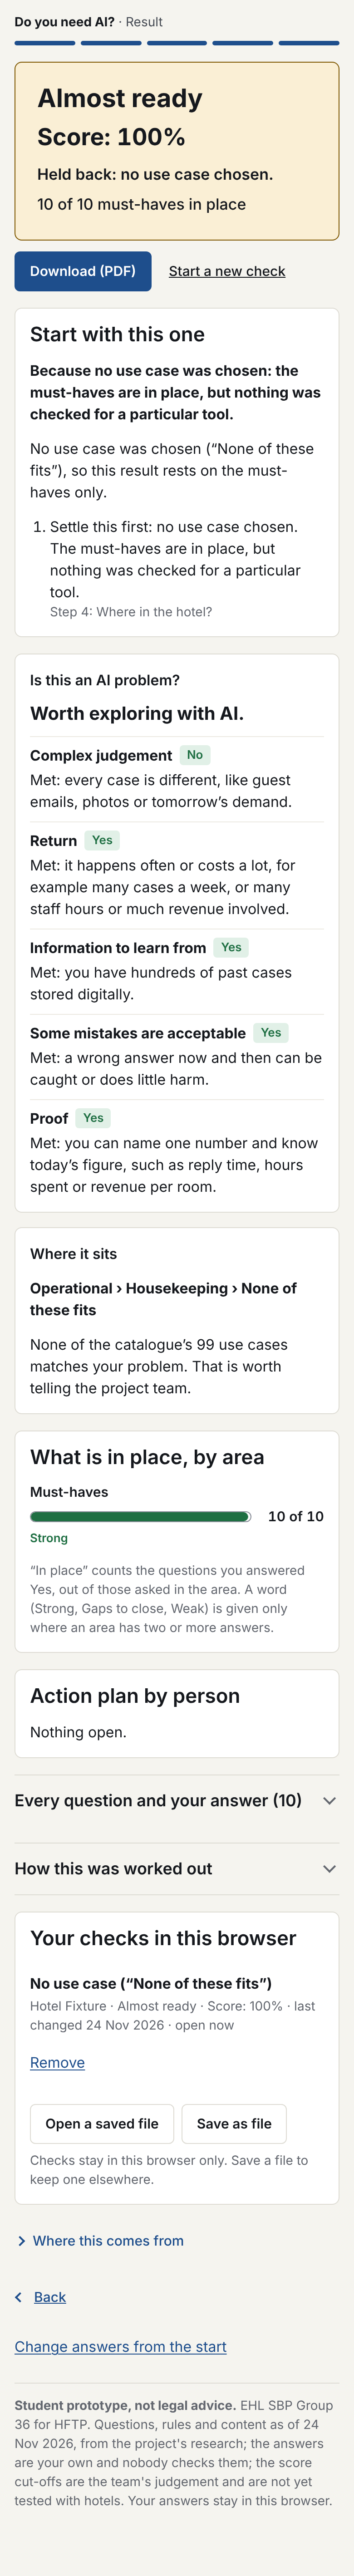 Do you need AI? · Result
Almost ready
Score: 100%
Held back: no use case chosen.
10 of 10 must-haves in place
Download (PDF)
Start a new check
Start with this one
Because no use case was chosen: the
must-haves are in place, but nothing was
checked for a particular tool.
No use case was chosen (“None of these
fits”), so this result rests on the must-
haves only.
1. Settle this first: no use case chosen.
The must-haves are in place, but
nothing was checked for a particular
tool.
Step 4: Where in the hotel?
Is this an AI problem?
Worth exploring with AI.
Complex judgement No
Met: every case is different, like guest
emails, photos or tomorrow’s demand.
Return Yes
Met: it happens often or costs a lot, for
example many cases a week, or many
staff hours or much revenue involved.
Information to learn from Yes
Met: you have hundreds of past cases
stored digitally.
Some mistakes are acceptable Yes
Met: a wrong answer now and then can be
caught or does little harm.
Proof Yes
Met: you can name one number and know
today’s figure, such as reply time, hours
spent or revenue per room.
Where it sits
Operational › Housekeeping › None of
these fits
None of the catalogue’s 99 use cases
matches your problem. That is worth
telling the project team.
What is in place, by area
Must-haves
10 of 10
Strong
“In place” counts the questions you answered
Yes, out of those asked in the area. A word
(Strong, Gaps to close, Weak) is given only
where an area has two or more answers.
Action plan by person
Nothing open.
Every question and your answer (10)
How this was worked out
Your checks in this browser
No use case (“None of these fits”)
Hotel Fixture · Almost ready · Score: 100% · last
changed 24 Nov 2026 · open now
Remove
Open a saved file
Save as file
Checks stay in this browser only. Save a file to
keep one elsewhere.
Where this comes from
Back
Change answers from the start
Student prototype, not legal advice. EHL SBP Group
36 for HFTP. Questions, rules and content as of 24
Nov 2026, from the project's research; the answers
are your own and nobody checks them; the score
cut-offs are the team's judgement and are not yet
tested with hotels. Your answers stay in this browser.